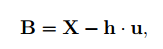 B = X − h · u,